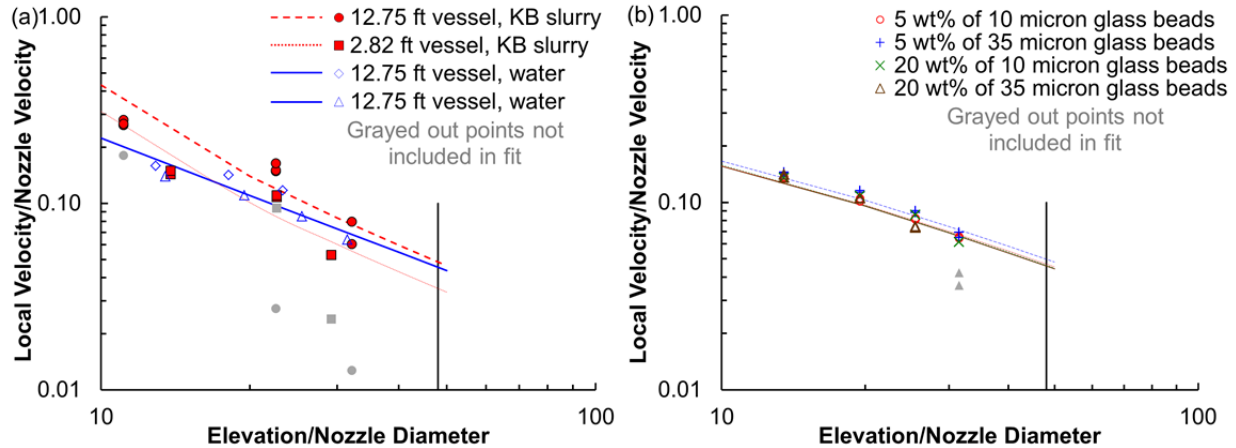 (a)
1.00
0.10
0.01
Local Velocity/Nozzle Velocity
12.75 ft vessel, KB slurry
2.82 ft vessel, KB slurry
12.75 ft vessel, water
12.75 ft vessel, water
Grayed out points not
included in fit
10
100
Elevation/Nozzle Diameter
(b)
1.00
0.10
0.01
Local Velocity/Nozzle Velocity
5 wt% of 10 micron glass beads
5 wt% of 35 micron glass beads
20 wt% of 10 micron glass beads
20 wt% of 35 micron glass beads
Grayed out points not
included in fit
10
100
Elevation/Nozzle Diameter